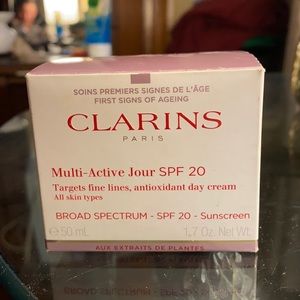 SOINS PREMIERS SIGNES DE L'ÂGE
FIRST SIGNS OF AGEING
CLARINS
PARIS
Multi-Active Jour SPF 20
Targets fine lines, antioxidant day cream
All skin types
BROAD SPECTRUM - SPF 20 - Sunscreen
℮ 50 mL 1.7 Oz. Net Wt.
AUX EXTRAITS DE PLANTES